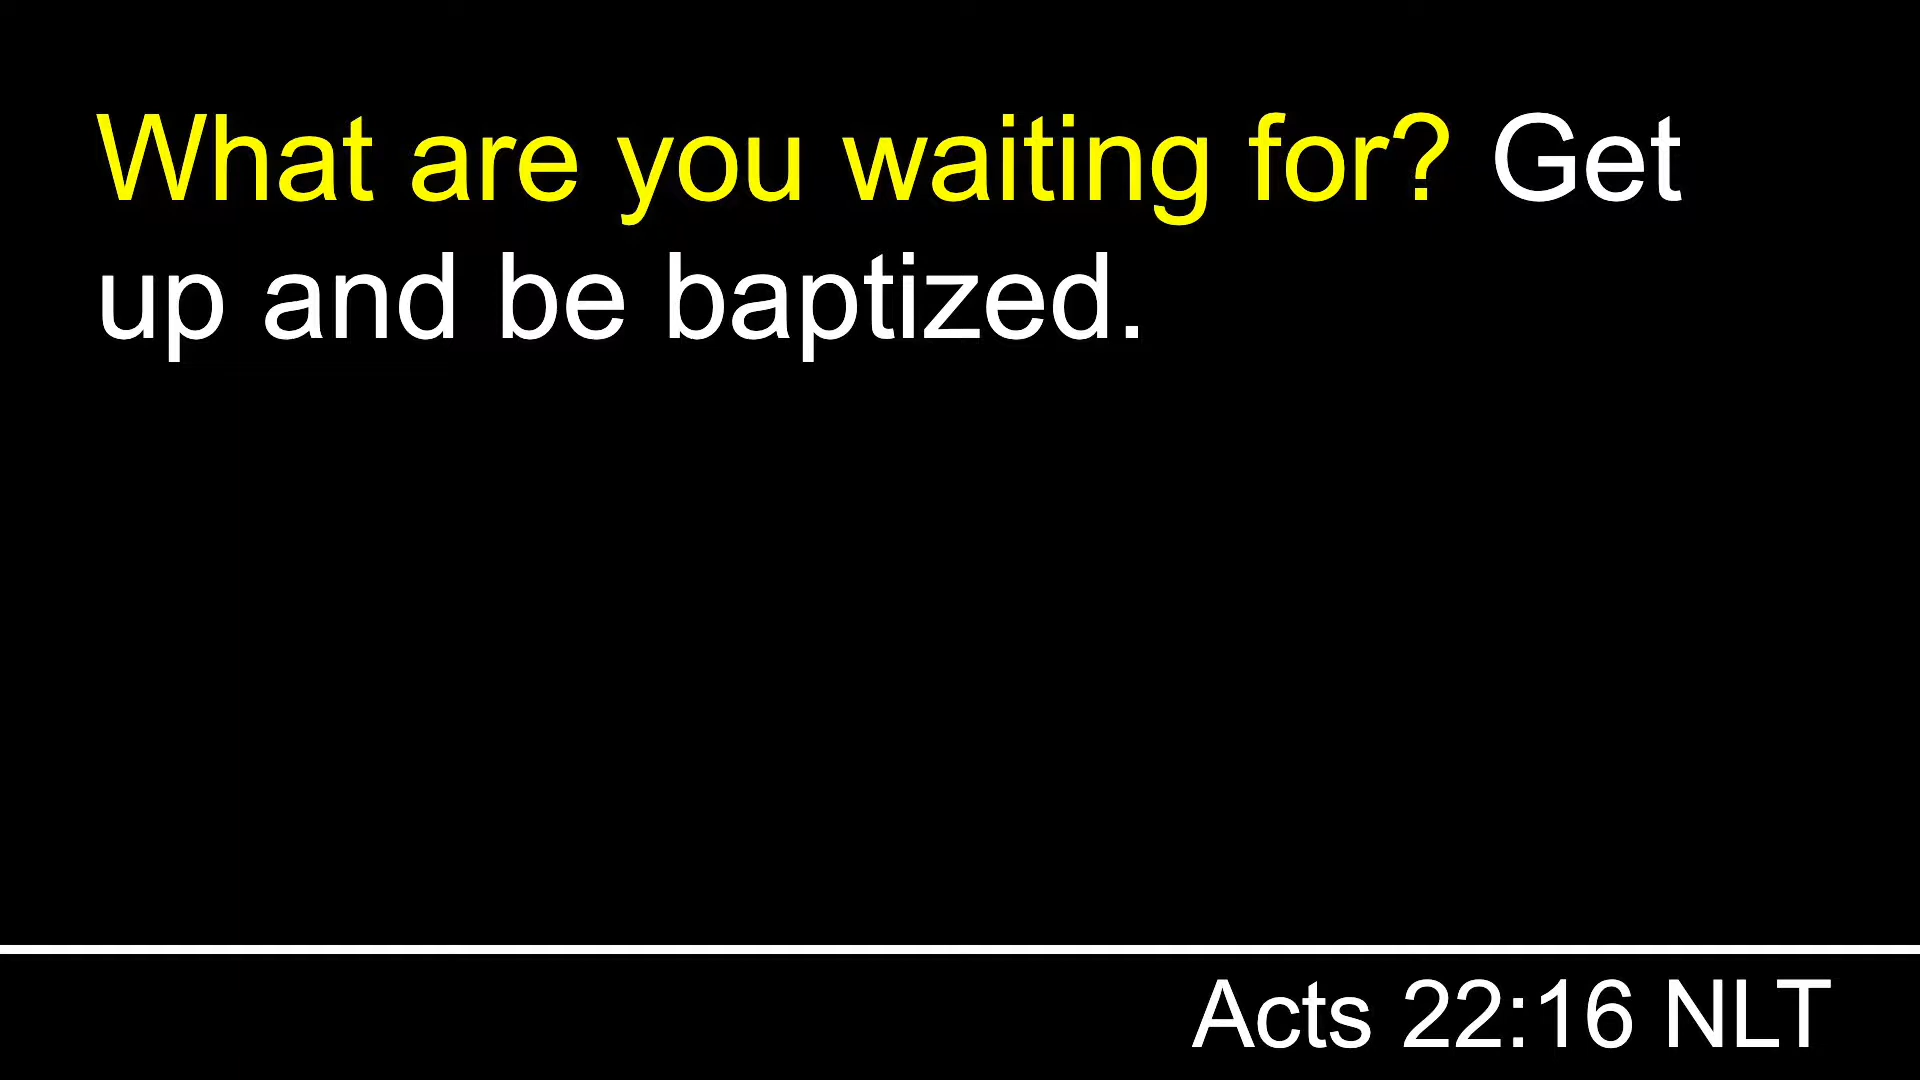 What are you waiting for? Get
up and be baptized.
Acts 22:16 NLT